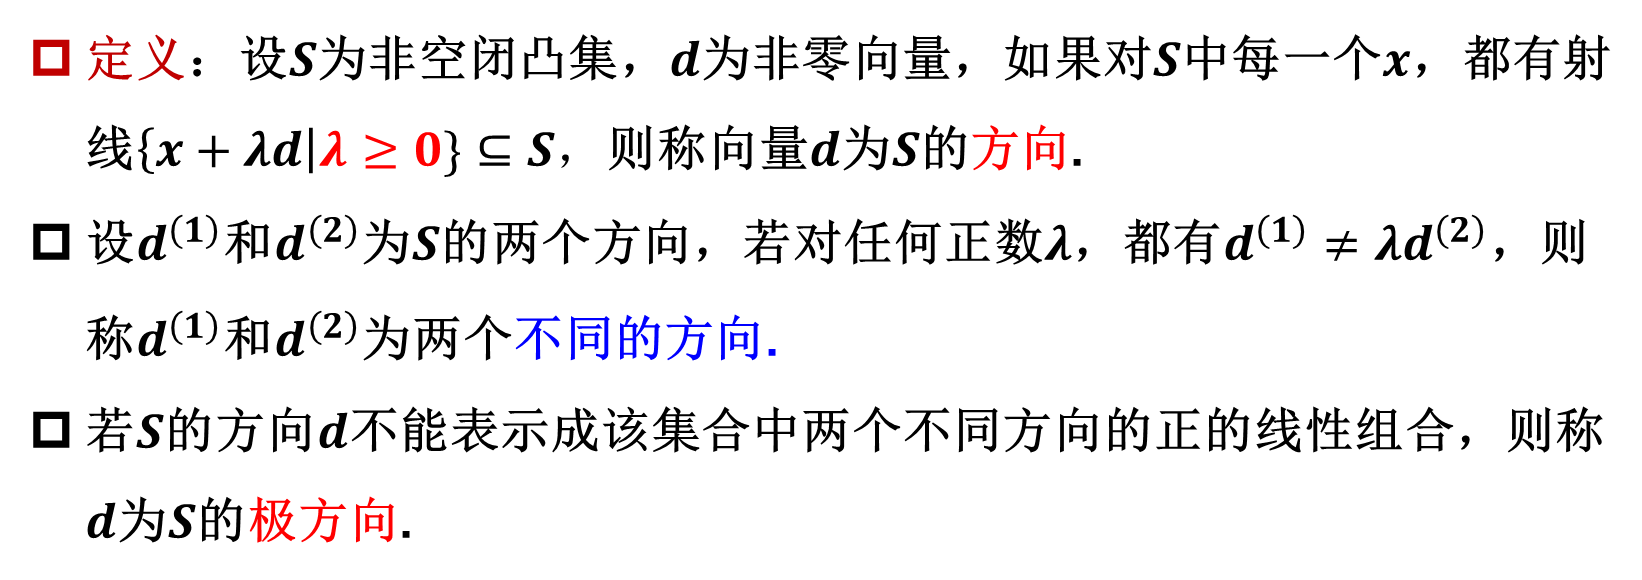 定义：设S为非空闭凸集，d为非零向量，如果对S中每一个x，都有射
线{x + λd|λ ≥ 0} ⊆ S，则称向量d为S的方向.
设d⁽¹⁾和d⁽²⁾为S的两个方向，若对任何正数λ，都有d⁽¹⁾ ≠ λd⁽²⁾，则
称d⁽¹⁾和d⁽²⁾为两个不同的方向.
若S的方向d不能表示成该集合中两个不同方向的正的线性组合，则称
d为S的极方向.